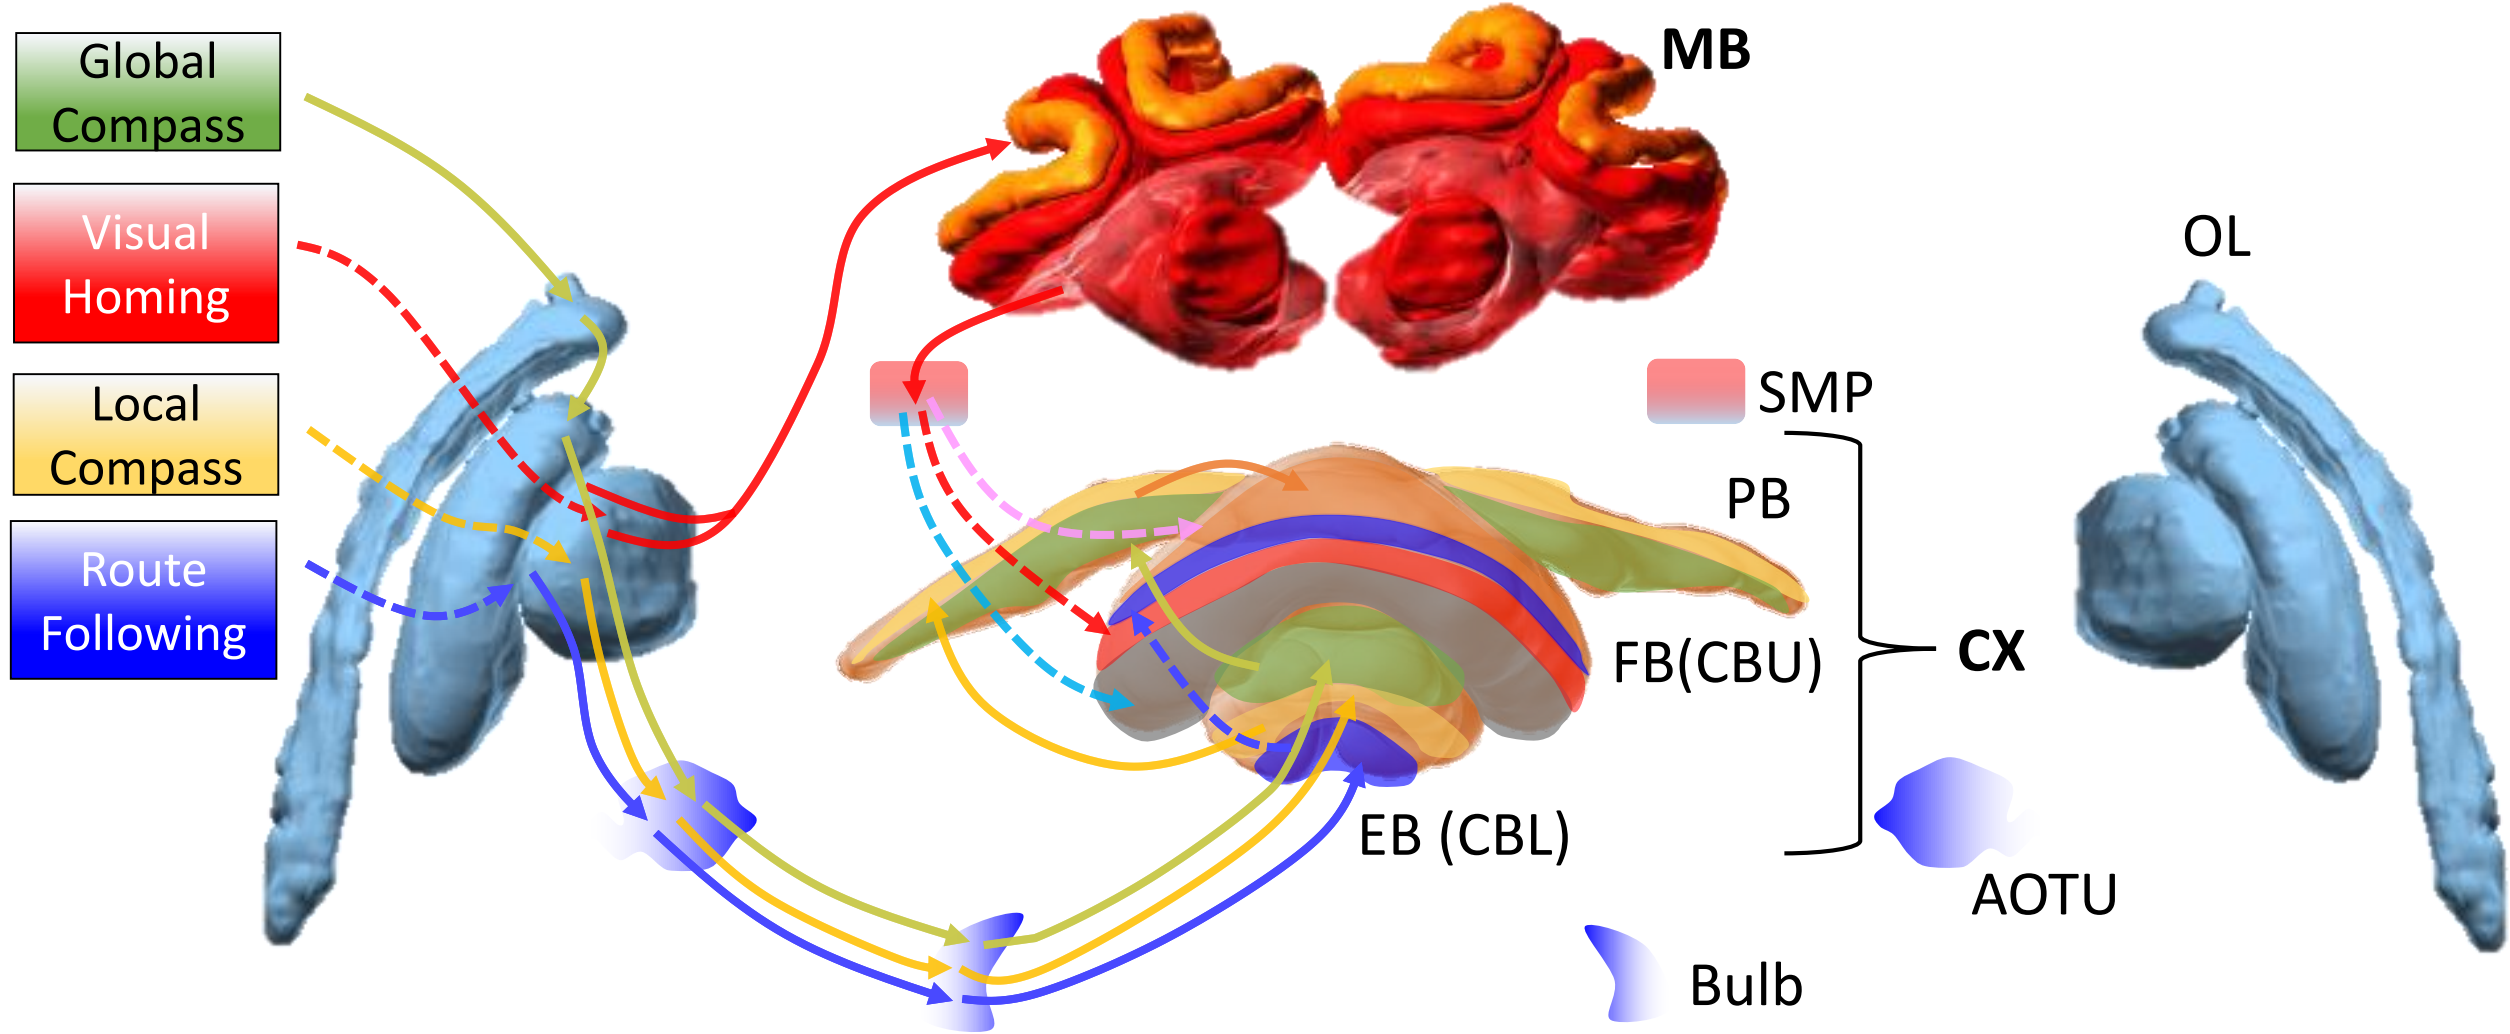 Global
Compass
Visual
Homing
Local
Compass
Route
Following
MB
OL
SMP
PB
FB(CBU)
CX
EB (CBL)
AOTU
Bulb